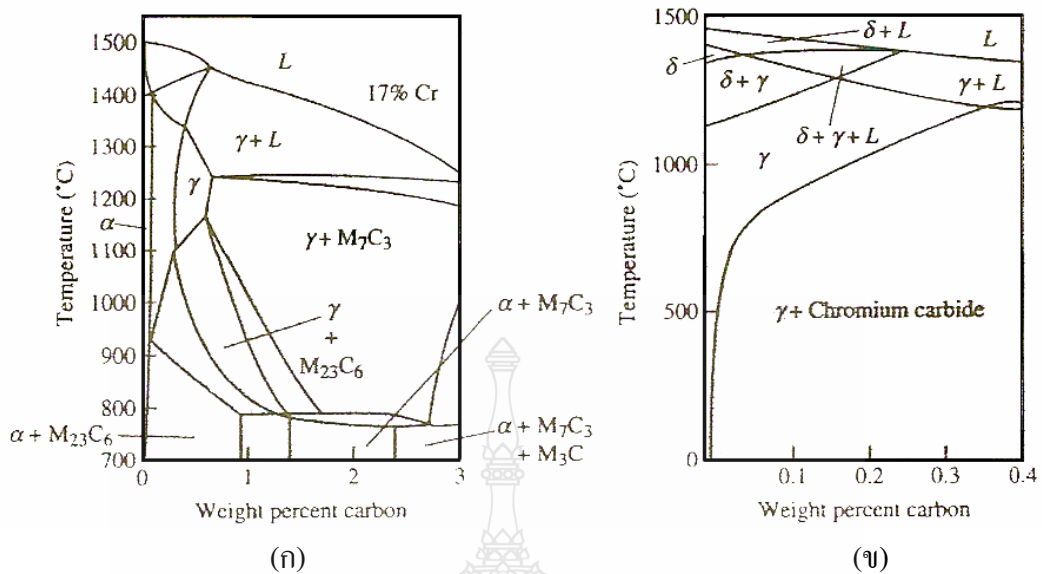 1500
1400
1300
1200
1100
1000
900
800
700
Temperature (°C)
0
1
2
3
Weight percent carbon
L
17% Cr
γ + L
γ
α
γ + M₇C₃
α + M₇C₃
γ
+
M₂₃C₆
α + M₂₃C₆
α + M₇C₃
+ M₃C
(ก)
1500
1000
500
0
Temperature (°C)
0.1
0.2
0.3
0.4
Weight percent carbon
δ + L
L
δ
δ + γ
γ + L
δ + γ + L
γ
γ + Chromium carbide
(ข)